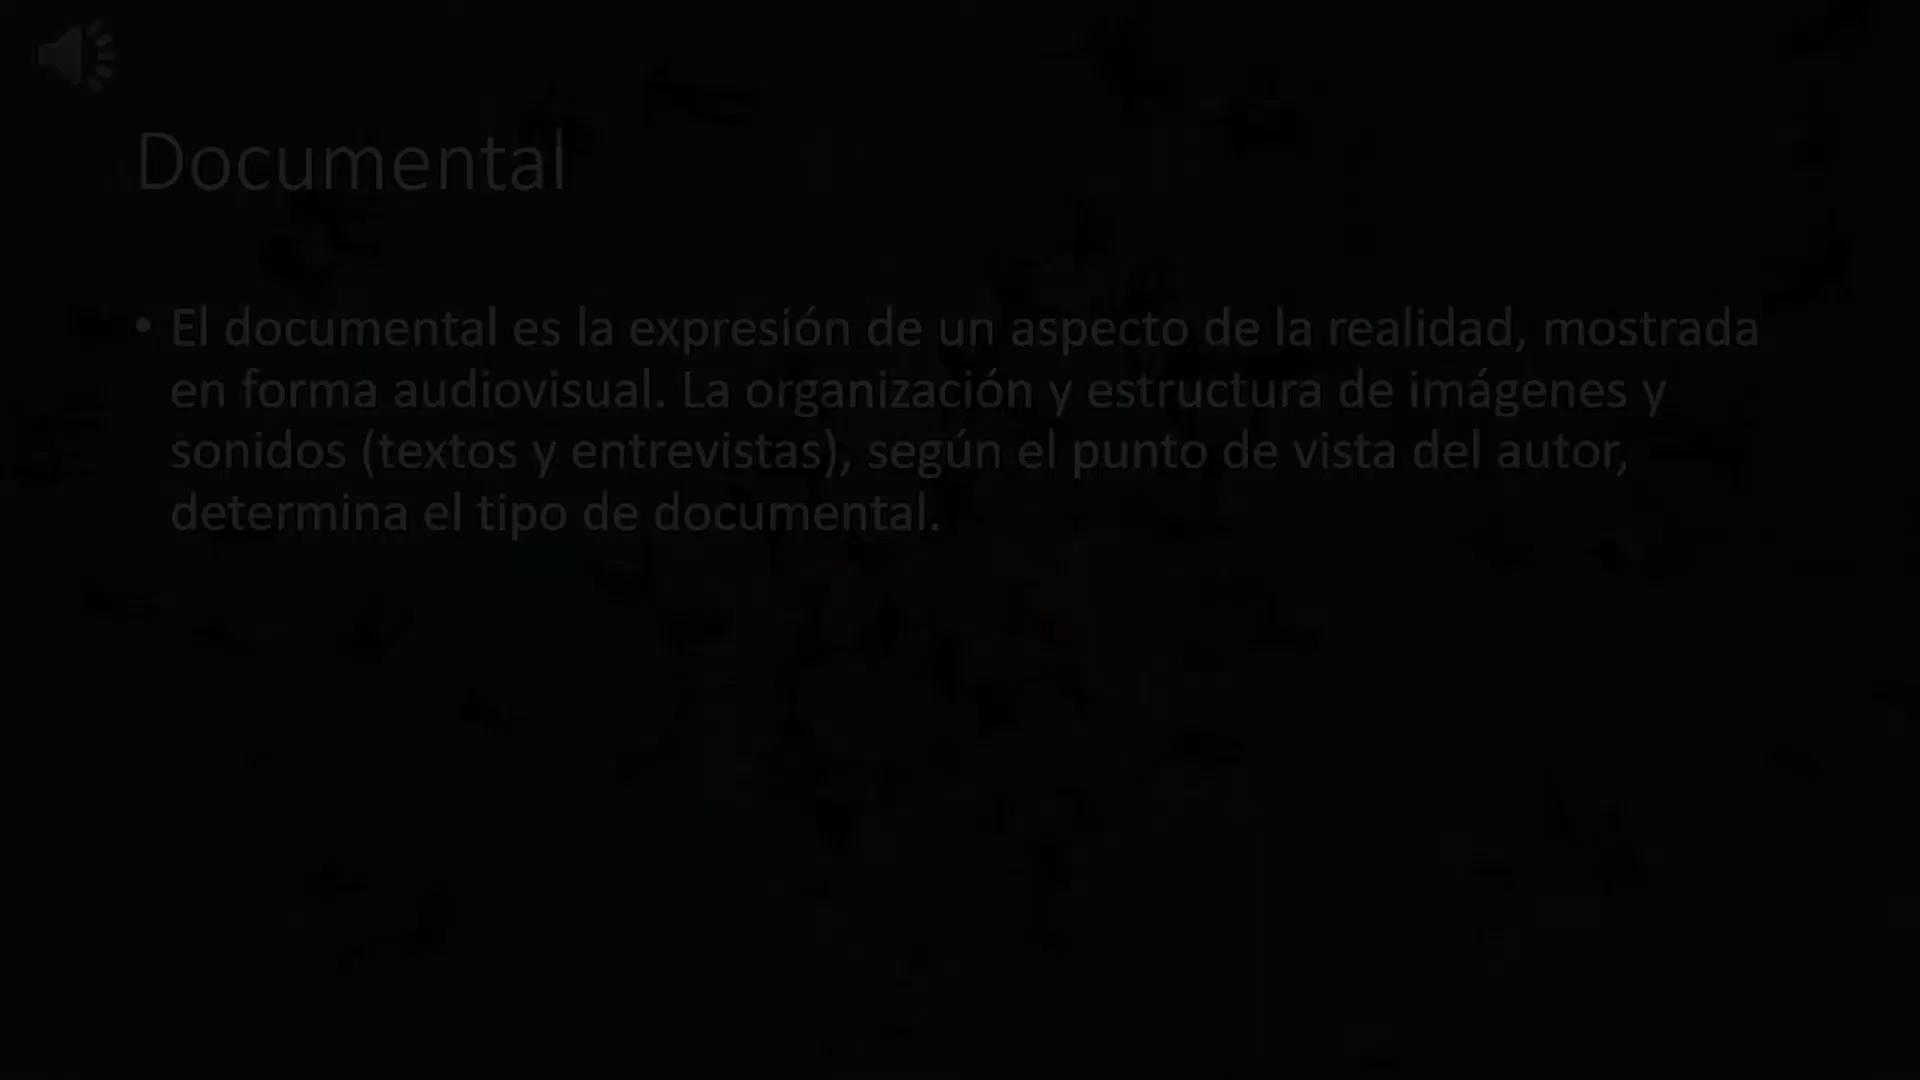 Documental
• El documental es la expresión de un aspecto de la realidad, mostrada
en forma audiovisual. La organización y estructura de imágenes y
sonidos (textos y entrevistas), según el punto de vista del autor,
determina el tipo de documental.